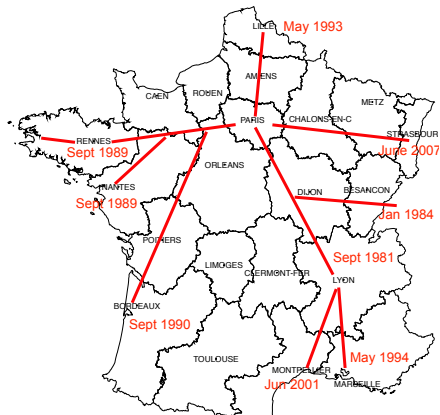 LILLE
May 1993
AMIENS
CAEN
ROUEN
METZ
PARIS
CHALONS-EN-C
STRASBOUR
RENNES
Sept 1989
June 2007
ORLEANS
NANTES
Sept 1989
DIJON
BESANCON
Jan 1984
POITIERS
Sept 1981
LIMOGES
CLERMONT-FER
LYON
BORDEAUX
Sept 1990
TOULOUSE
May 1994
MONTPELLIER
Jun 2001
MARSEILLE